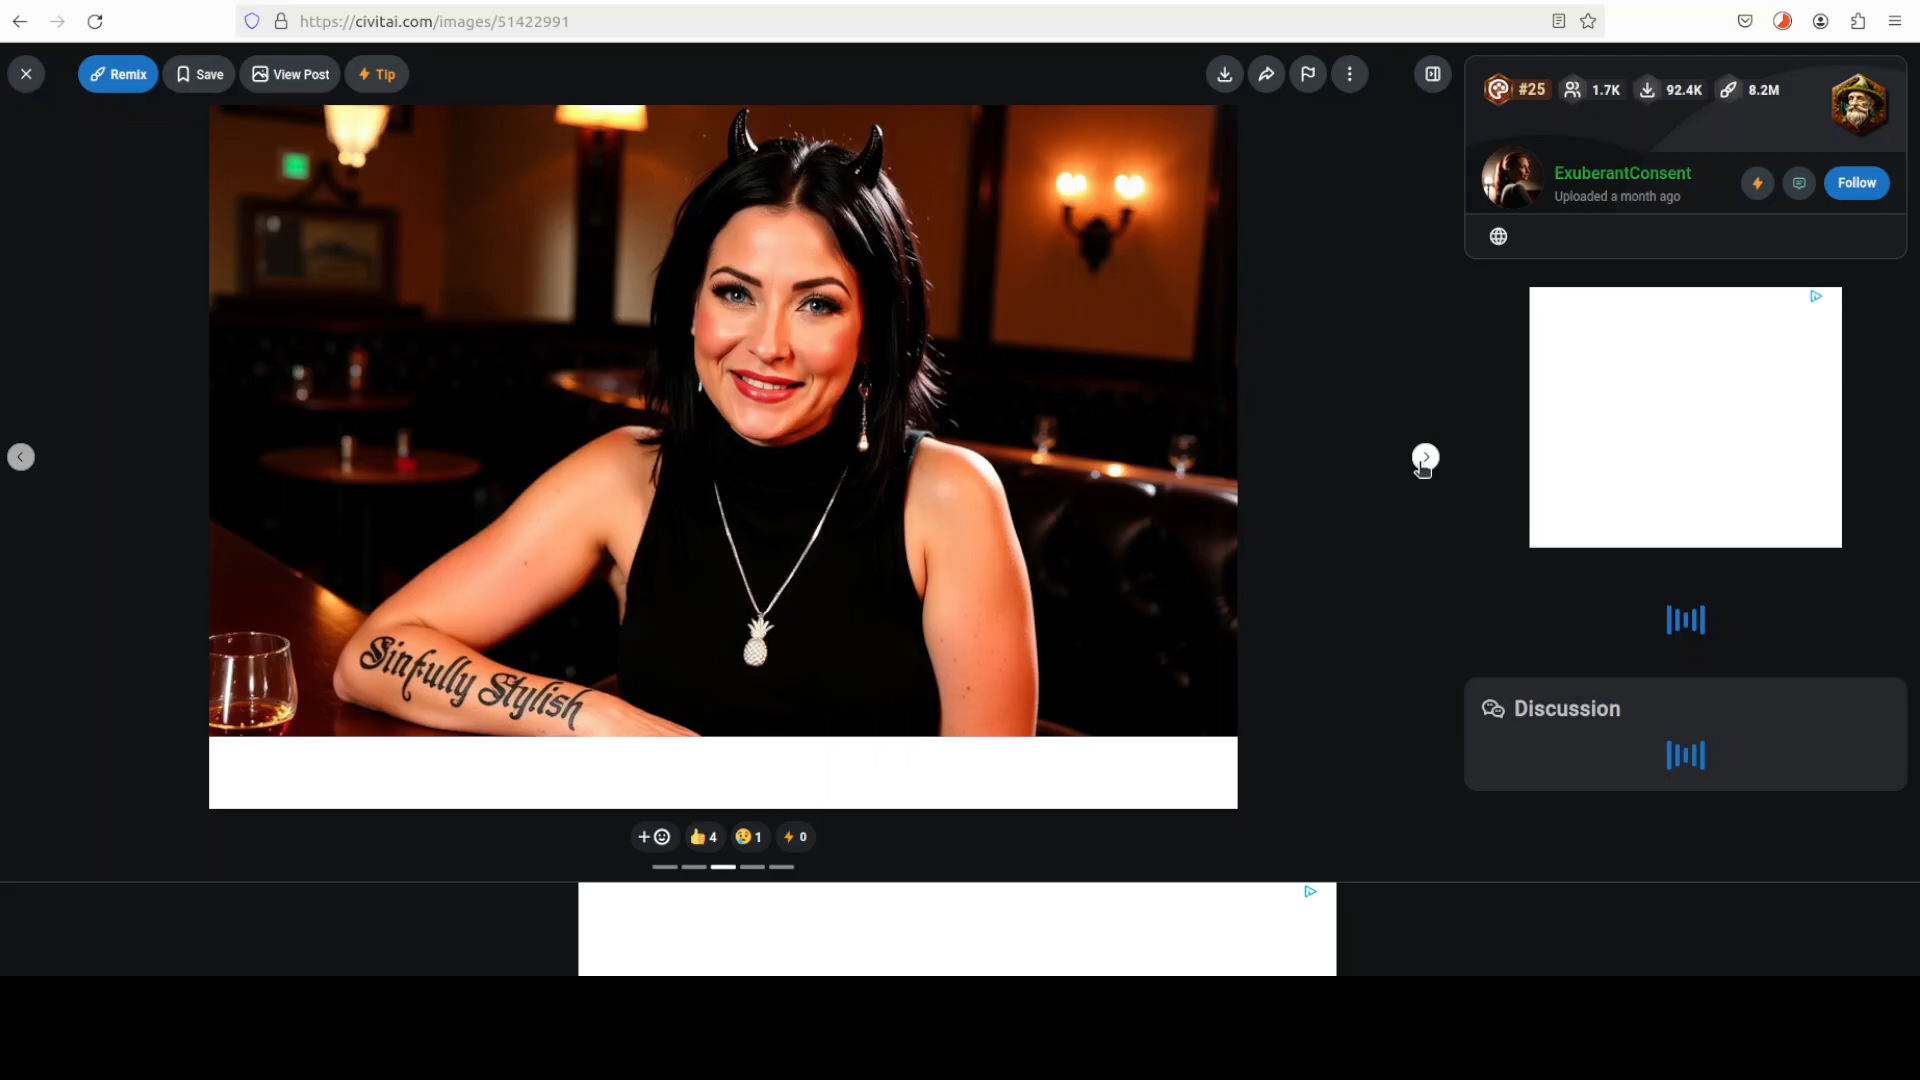 https://civitai.com/images/51422991
Remix
Save
View Post
Tip
#25
1.7K
92.4K
8.2M
ExuberantConsent
Uploaded a month ago
Follow
Sinfully Stylish
Discussion
4
1
0